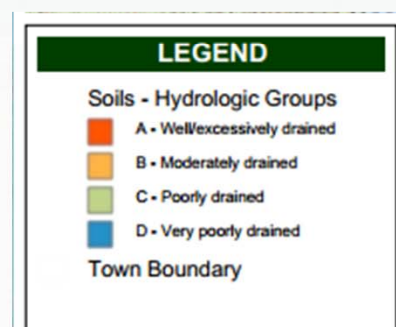 LEGEND
Soils - Hydrologic Groups
A - Well/excessively drained
B - Moderately drained
C - Poorly drained
D - Very poorly drained
Town Boundary